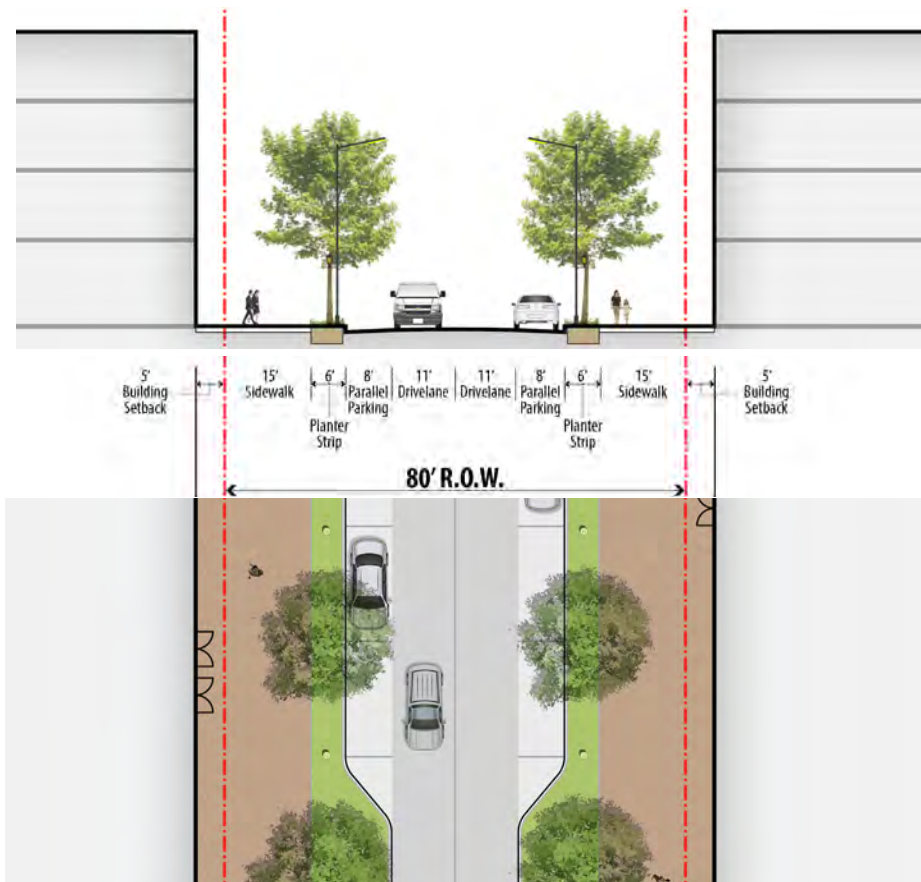 5'
Building
Setback
15'
Sidewalk
6'
Planter
Strip
8'
Parallel
Parking
11'
Drivelane
11'
Drivelane
8'
Parallel
Parking
6'
Planter
Strip
15'
Sidewalk
5'
Building
Setback
80' R.O.W.